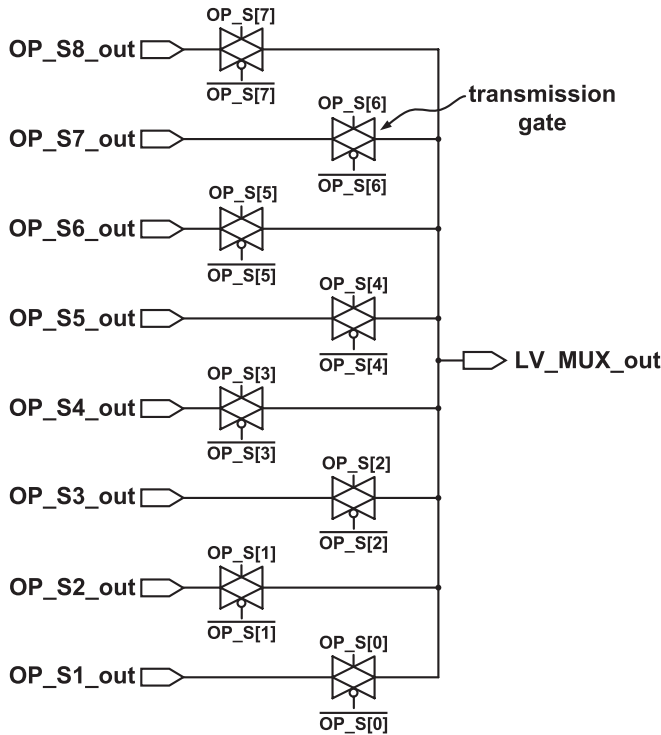 OP_S[7]
OP_S8_out
OP_S[7]
OP_S[6]
transmission
gate
OP_S7_out
OP_S[6]
OP_S[5]
OP_S6_out
OP_S[5]
OP_S[4]
OP_S5_out
OP_S[4]
LV_MUX_out
OP_S[3]
OP_S4_out
OP_S[3]
OP_S[2]
OP_S3_out
OP_S[2]
OP_S[1]
OP_S2_out
OP_S[1]
OP_S[0]
OP_S1_out
OP_S[0]